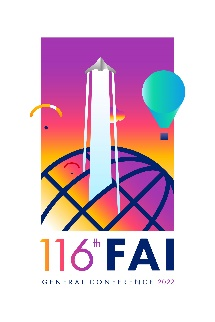 116th FAI
GENERAL CONFERENCE 2022